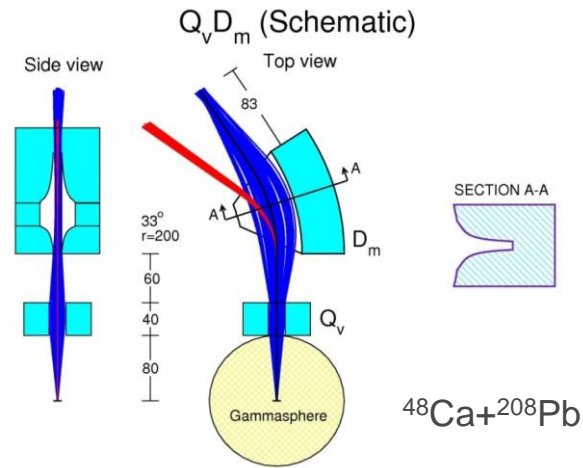 QvDm (Schematic)
Side view
Top view
83
A
A
33°
r=200
Dm
60
40
Qv
80
Gammasphere
SECTION A-A
48Ca+208Pb